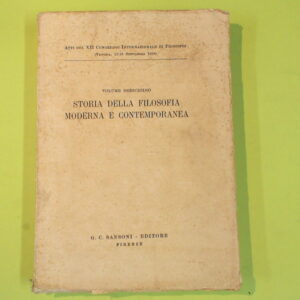 ATTI DEL XII CONGRESSO INTERNAZIONALE DI FILOSOFIA
(VENEZIA, 12-18 SETTEMBRE 1958)
VOLUME DODICESIMO
STORIA DELLA FILOSOFIA
MODERNA E CONTEMPORANEA
G. C. SANSONI - EDITORE
FIRENZE